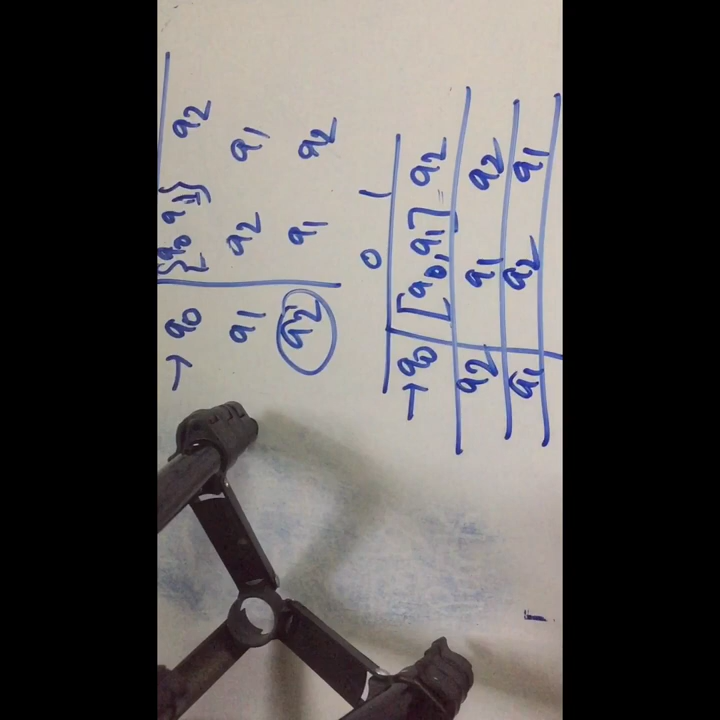 → q0 {q0 q1} q2
q1 q2 q1
q2 q1 q2
0 1
→ q0 [q0, q1] q2
q2 q1 q2
q1 q2 q1